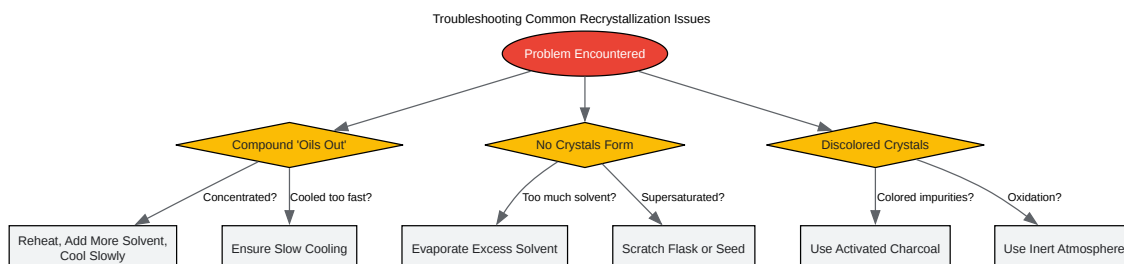 Troubleshooting Common Recrystallization Issues
Problem Encountered
Compound 'Oils Out'
No Crystals Form
Discolored Crystals
Concentrated?
Cooled too fast?
Too much solvent?
Supersaturated?
Colored impurities?
Oxidation?
Reheat, Add More Solvent,
Cool Slowly
Ensure Slow Cooling
Evaporate Excess Solvent
Scratch Flask or Seed
Use Activated Charcoal
Use Inert Atmosphere